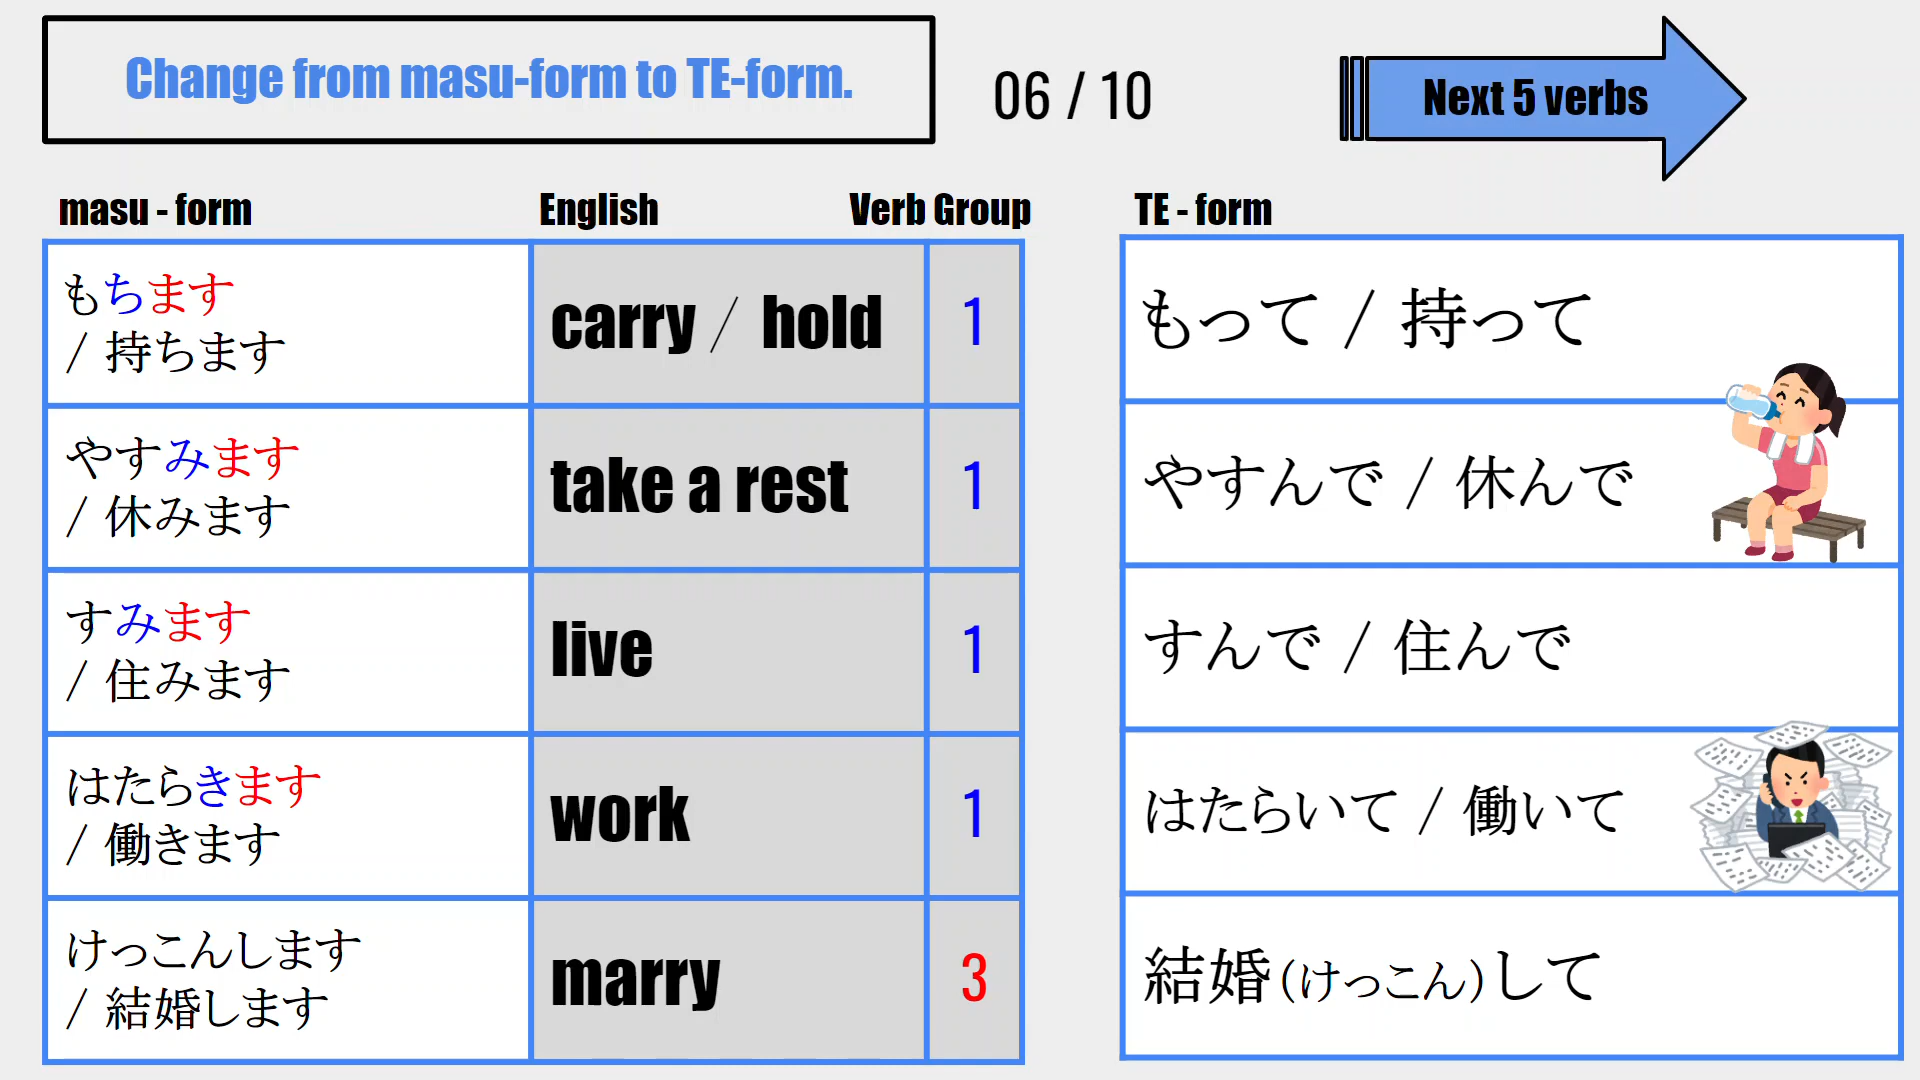 Change from masu-form to TE-form.
06 / 10
Next 5 verbs
masu - form
English
Verb Group
TE - form
もちます
/ 持ちます
carry / hold
1
もって / 持って
やすみます
/ 休みます
take a rest
1
やすんで / 休んで
すみます
/ 住みます
live
1
すんで / 住んで
はたらきます
/ 働きます
work
1
はたらいて / 働いて
けっこんします
/ 結婚します
marry
3
結婚(けっこん)して